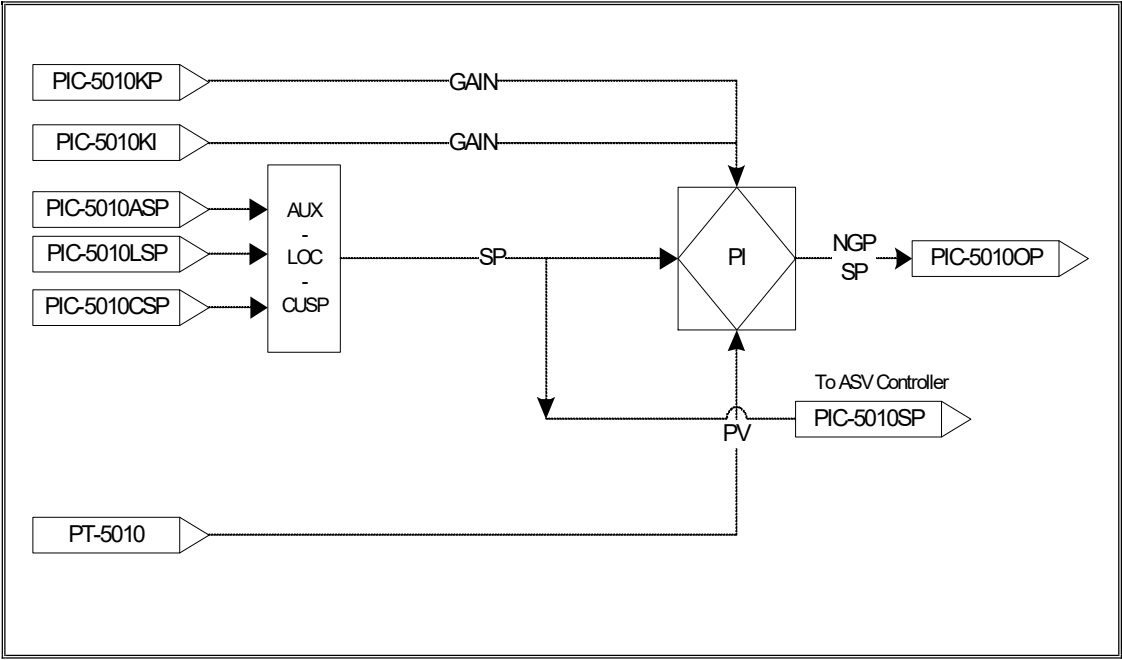 PIC-5010KP
GAIN
PIC-5010KI
GAIN
PIC-5010ASP
PIC-5010LSP
PIC-5010CSP
AUX
-
LOC
-
CUSP
SP
PI
NGP
SP
PIC-5010OP
To ASV Controller
PIC-5010SP
PV
PT-5010